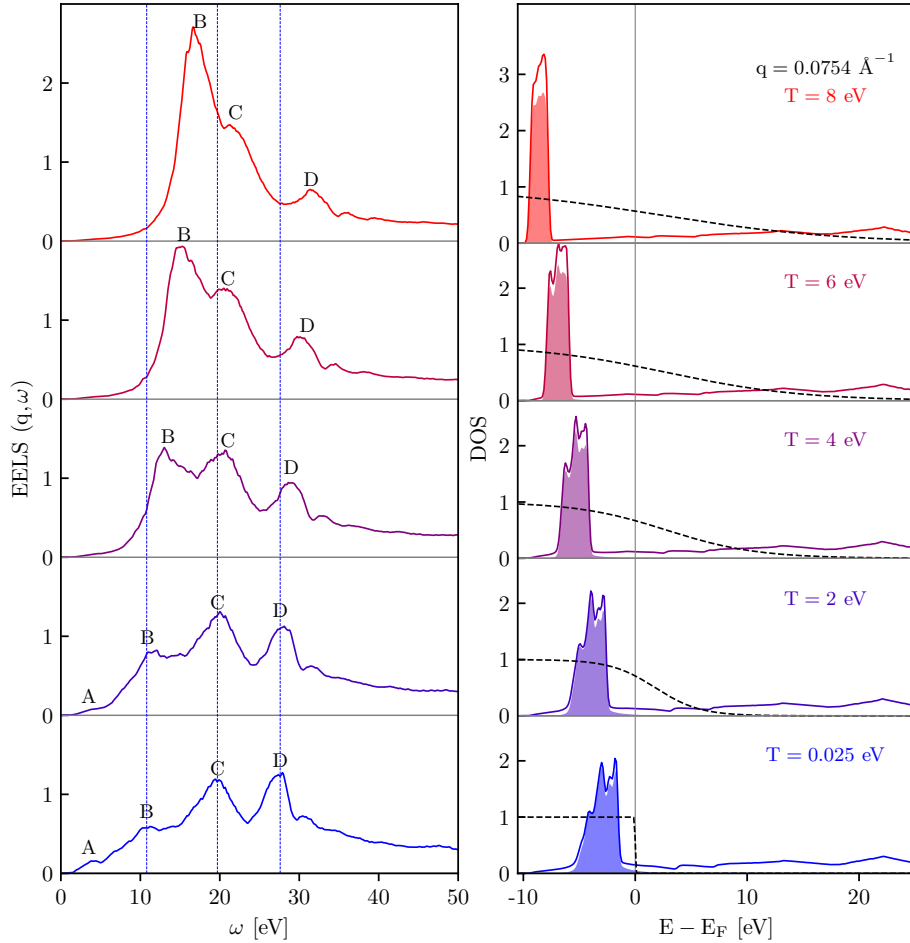 EELS (q, ω)
2
1
0
B
C
D
1
0
B
C
D
1
0
B
C
D
1
0
A
B
C
D
1
0
A
B
C
D
0 10 20 30 40 50
ω [eV]
DOS
3
2
1
0
q = 0.0754 Å⁻¹
T = 8 eV
2
1
0
T = 6 eV
2
1
0
T = 4 eV
2
1
0
T = 2 eV
2
1
0
T = 0.025 eV
-10 0 10 20
E − E_F [eV]